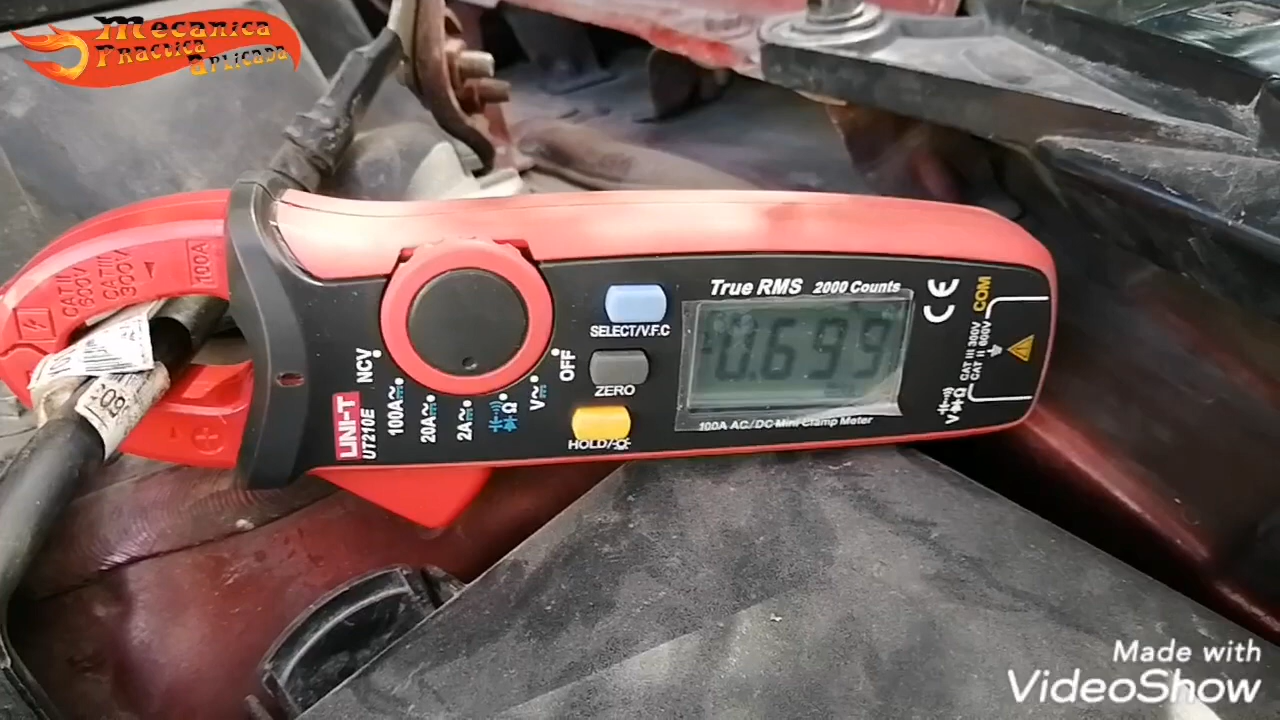 Mecanica
Practica
aplicada
CAT II
600V
CAT III
300V
100A
True RMS 2000 Counts
SELECT/V.F.C
-0.699
ZERO
HOLD/
100A AC/DC Mini Clamp Meter
NCV
100A
20A
2A
Ω
V
OFF
UNI-T
UT210E
CE
COM
CAT III 300V
CAT II 600V
VΩ
Made with
VideoShow